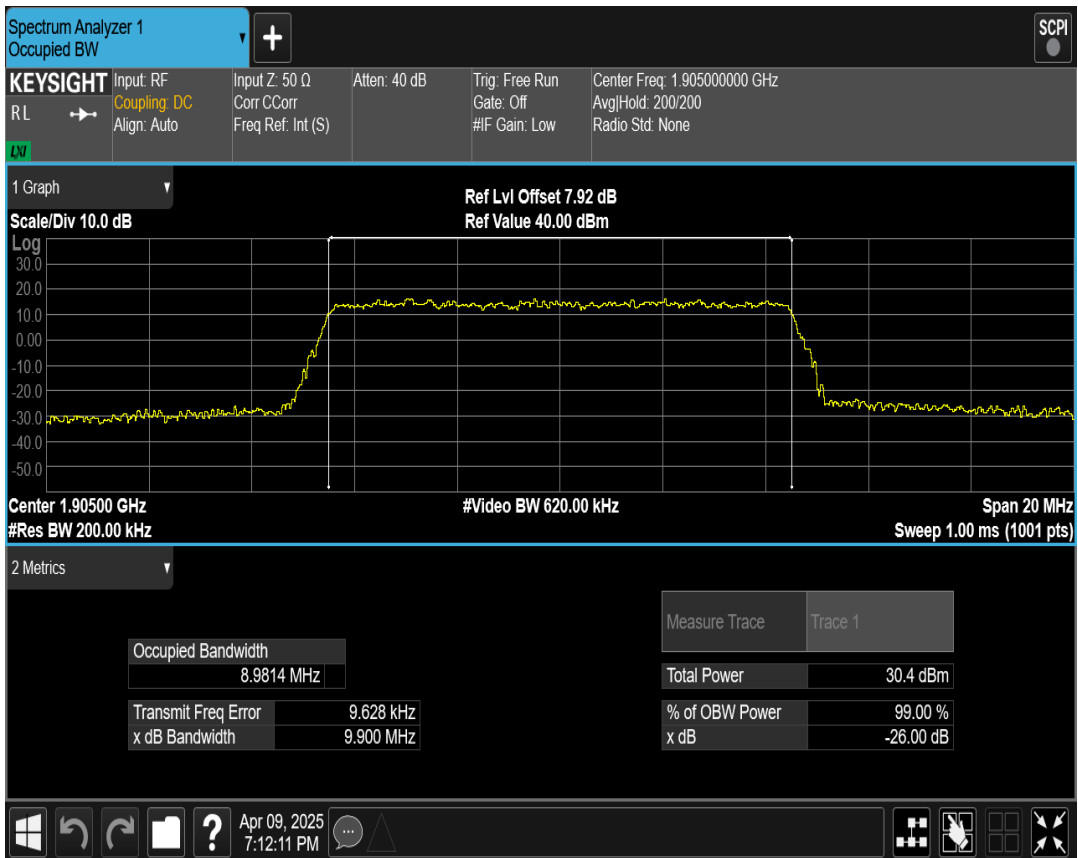 Spectrum Analyzer 1
Occupied BW
+
SCPI
KEYSIGHT
R L
LXI
Input: RF
Coupling: DC
Align: Auto
Input Z: 50 Ω
Corr CCorr
Freq Ref: Int (S)
Atten: 40 dB
Trig: Free Run
Gate: Off
#IF Gain: Low
Center Freq: 1.905000000 GHz
Avg|Hold: 200/200
Radio Std: None
1 Graph
Scale/Div 10.0 dB
Ref Lvl Offset 7.92 dB
Ref Value 40.00 dBm
Log
30.0
20.0
10.0
0.00
-10.0
-20.0
-30.0
-40.0
-50.0
Center 1.90500 GHz
#Res BW 200.00 kHz
#Video BW 620.00 kHz
Span 20 MHz
Sweep 1.00 ms (1001 pts)
2 Metrics
Occupied Bandwidth
8.9814 MHz
Transmit Freq Error 9.628 kHz
x dB Bandwidth 9.900 MHz
Measure Trace Trace 1
Total Power 30.4 dBm
% of OBW Power 99.00 %
x dB -26.00 dB
?
Apr 09, 2025
7:12:11 PM